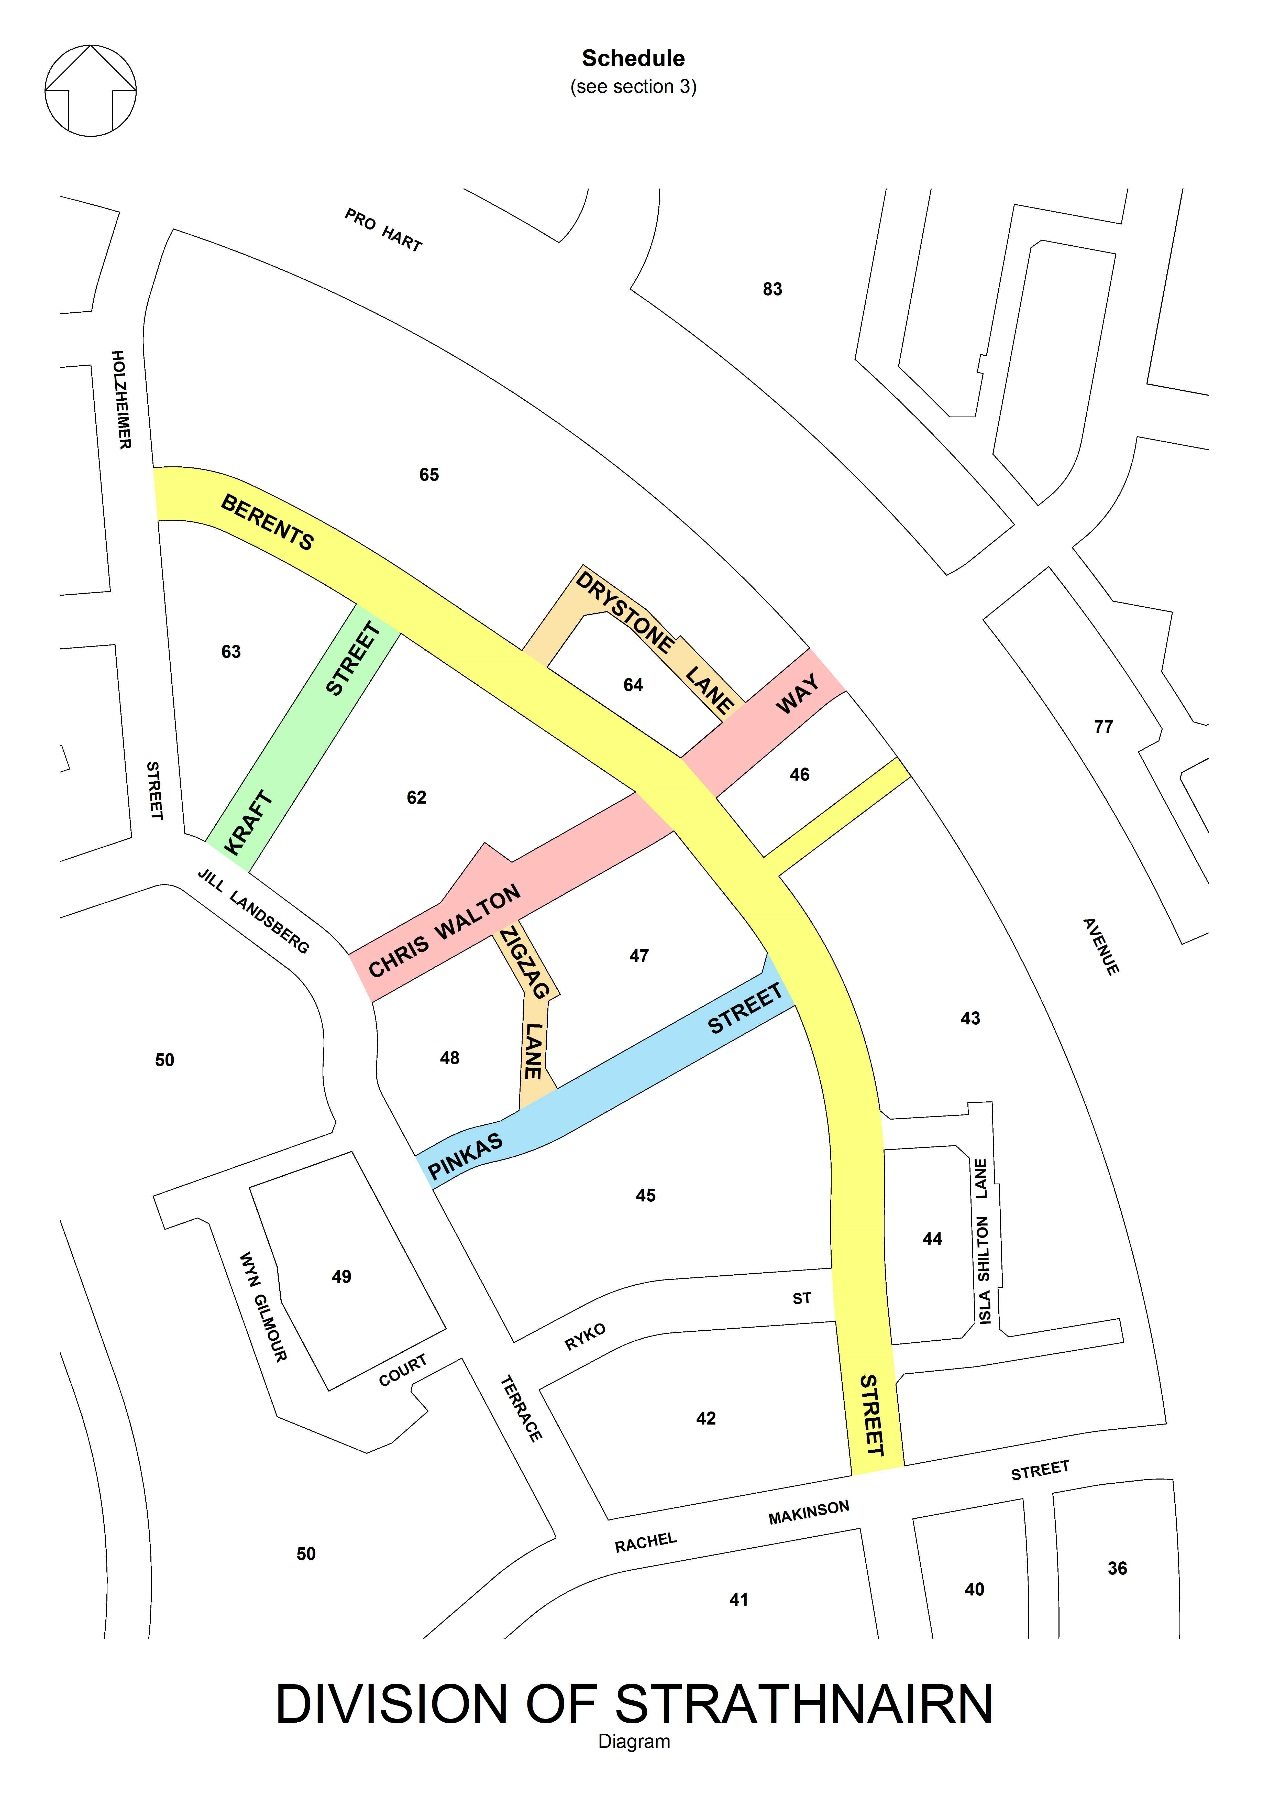 Schedule
(see section 3)
PRO HART
83
HOLZHEIMER
65
BERENTS
DRYSTONE
LANE
STREET
63
64
WAY
77
46
STREET
62
KRAFT
JILL LANDSBERG
CHRIS WALTON
ZIGZAG
47
AVENUE
STREET
43
50
48
LANE
PINKAS
45
ISLA SHILTON LANE
44
WYN GILMOUR
49
ST
RYKO
COURT
TERRACE
42
STREET
STREET
MAKINSON
RACHEL
50
41
40
36
DIVISION OF STRATHNAIRN
Diagram